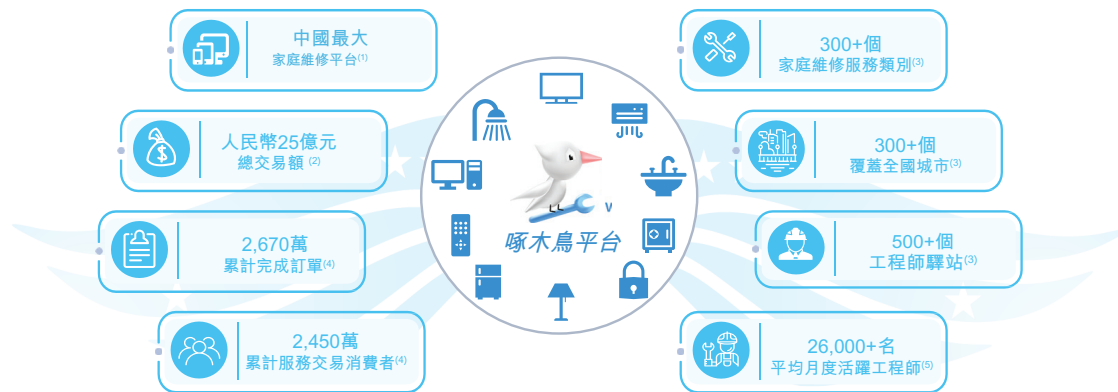 中國最大
家庭維修平台(1)
人民幣25億元
總交易額 (2)
2,670萬
累計完成訂單(4)
2,450萬
累計服務交易消費者(4)
啄木鳥平台
300+個
家庭維修服務類別(3)
300+個
覆蓋全國城市(3)
500+個
工程師驛站(3)
26,000+名
平均月度活躍工程師(5)